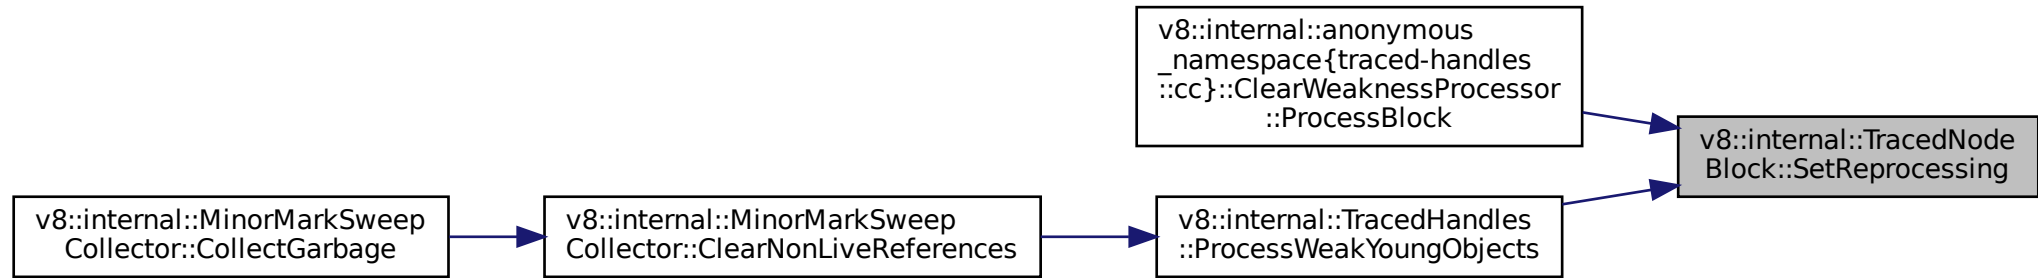 v8::internal::anonymous
_namespace{traced-handles
::cc}::ClearWeaknessProcessor
::ProcessBlock
v8::internal::TracedNode
Block::SetReprocessing
v8::internal::MinorMarkSweep
Collector::CollectGarbage
v8::internal::MinorMarkSweep
Collector::ClearNonLiveReferences
v8::internal::TracedHandles
::ProcessWeakYoungObjects